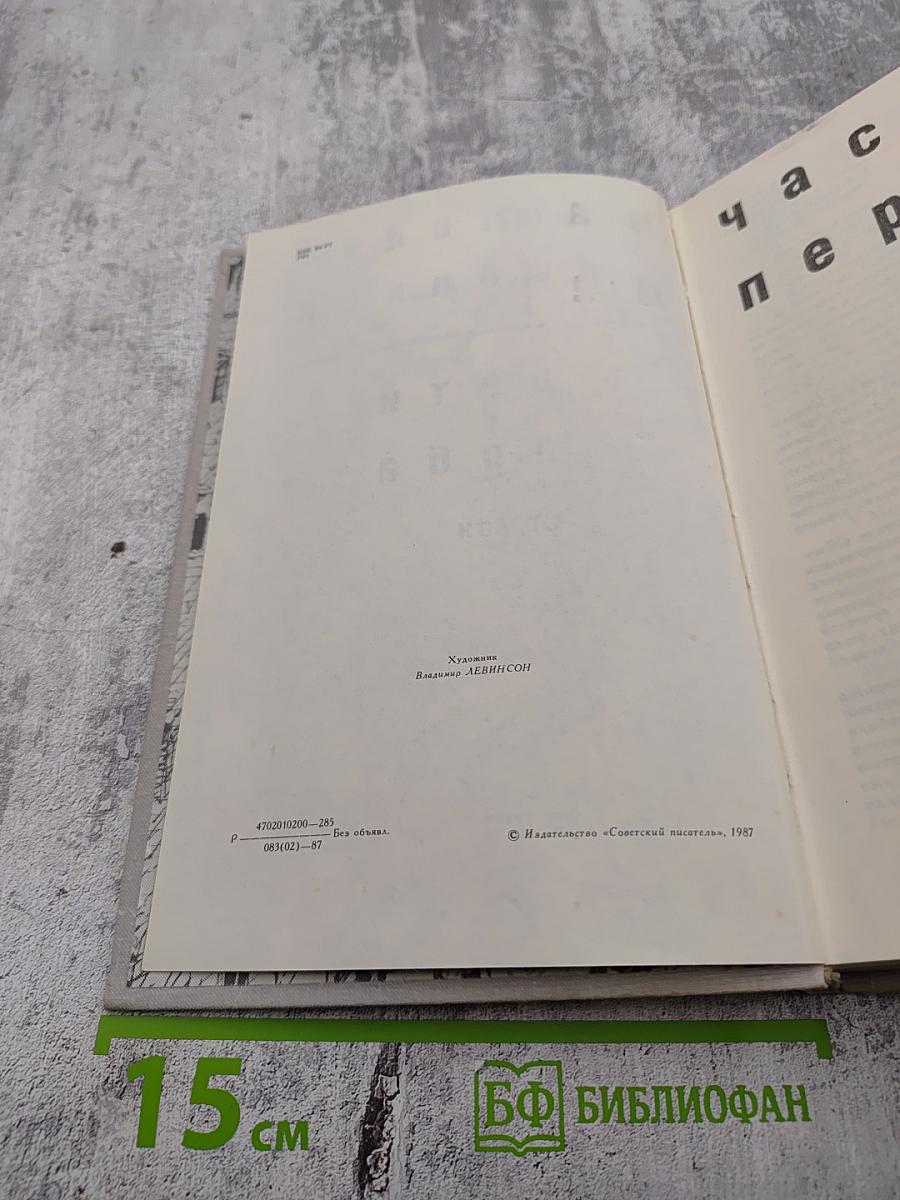 Художник
Владимир ЛЕВИНСОН
4702010200—285
р ———— Без объявл.
083(02)—87
© Издательство «Советский писатель», 1987
час
пер
15 см
БФ БИБЛИОФАН